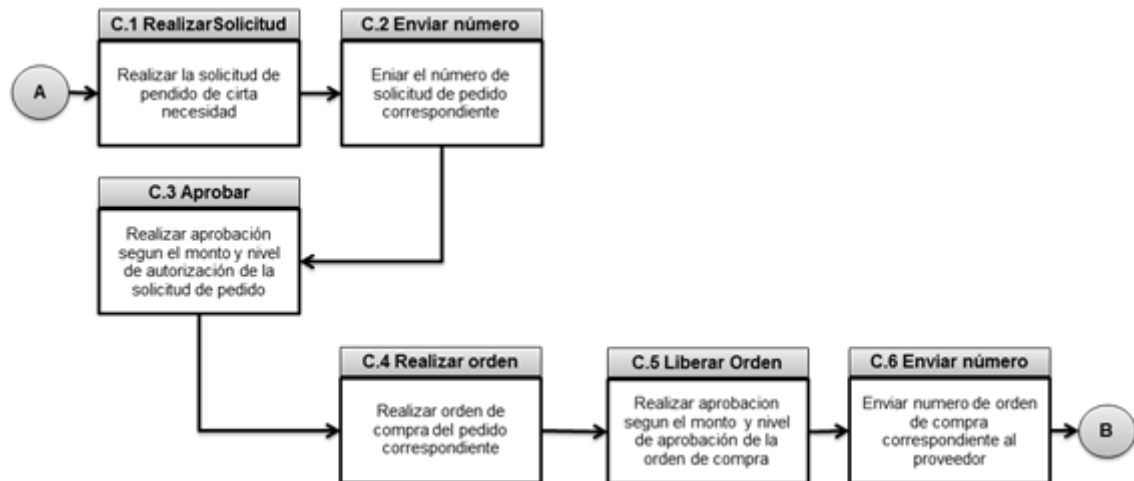 C.1 RealizarSolicitud
C.2 Enviar número
A
Realizar la solicitud de
pendido de cirta
necesidad
Eniar el número de
solicitud de pedido
correspondiente
C.3 Aprobar
Realizar aprobación
segun el monto y nivel
de autorización de la
solicitud de pedido
C.4 Realizar orden
C.5 Liberar Orden
C.6 Enviar número
Realizar orden de
compra del pedido
correspondiente
Realizar aprobacion
segun el monto y nivel
de aprobación de la
orden de compra
Enviar numero de orden
de compra
correspondiente al
proveedor
B